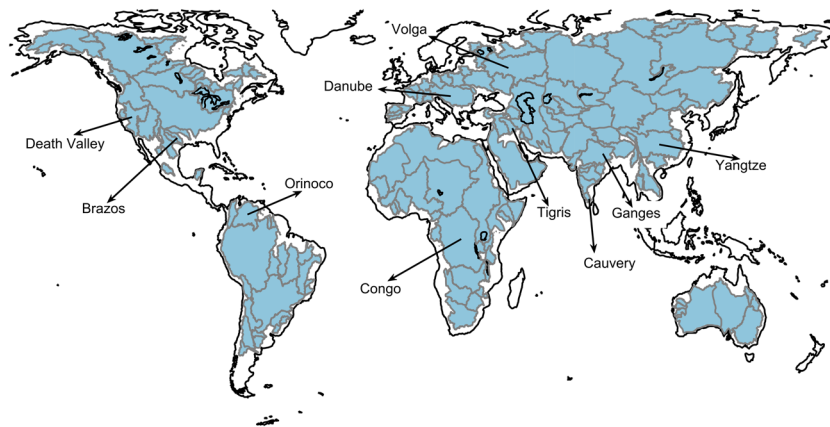 Volga
Danube
Death Valley
Yangtze
Orinoco
Brazos
Tigris
Ganges
Cauvery
Congo